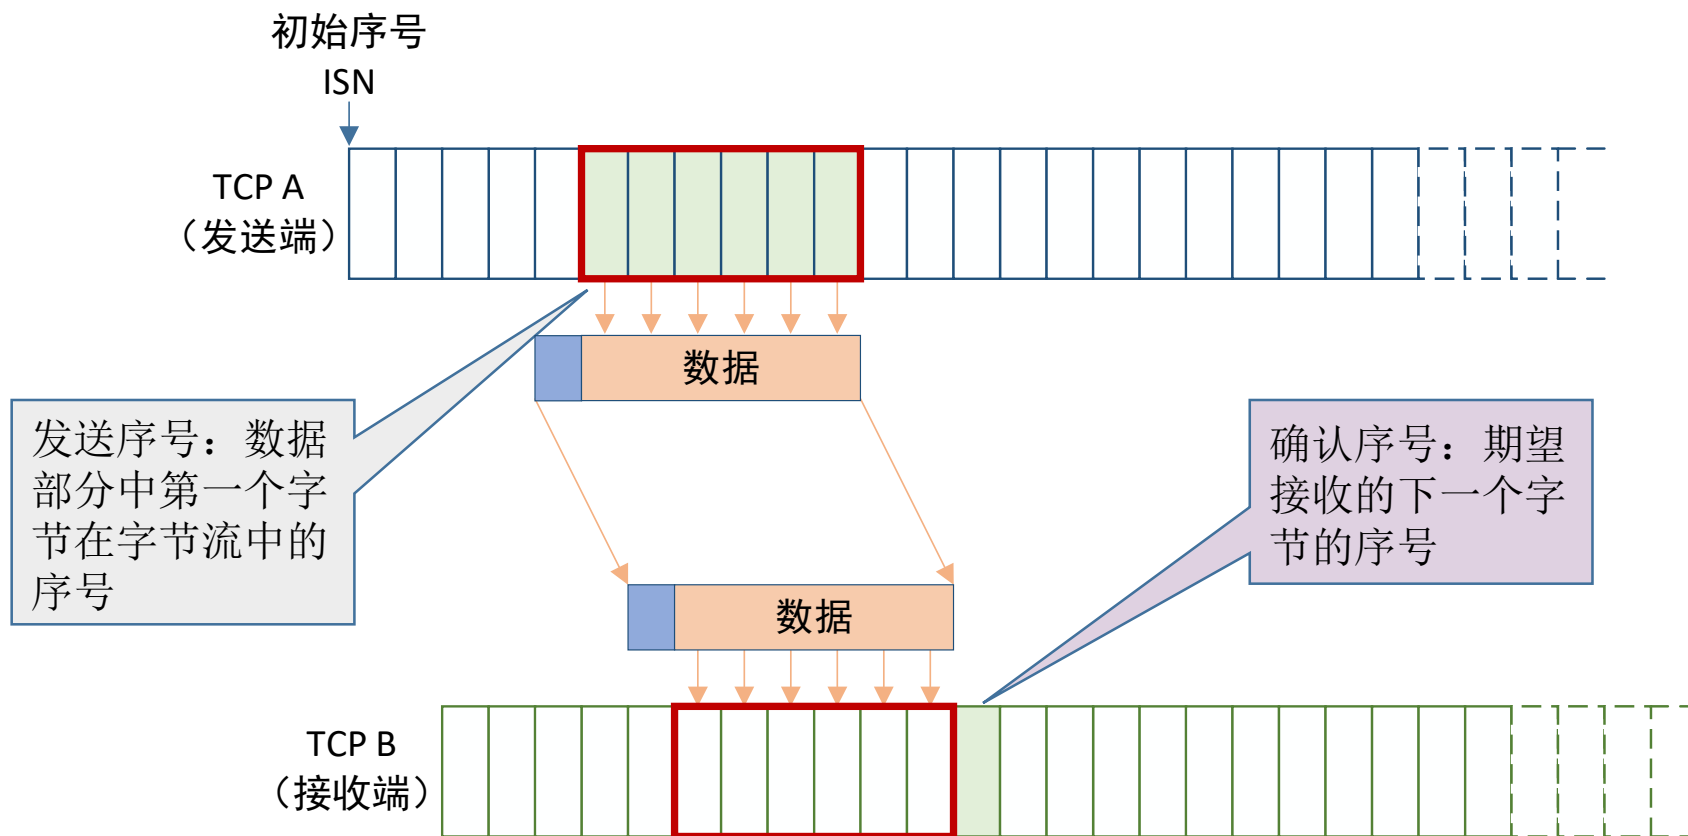 初始序号
ISN
TCP A
（发送端）
数据
发送序号：数据
部分中第一个字
节在字节流中的
序号
确认序号：期望
接收的下一个字
节的序号
数据
TCP B
（接收端）